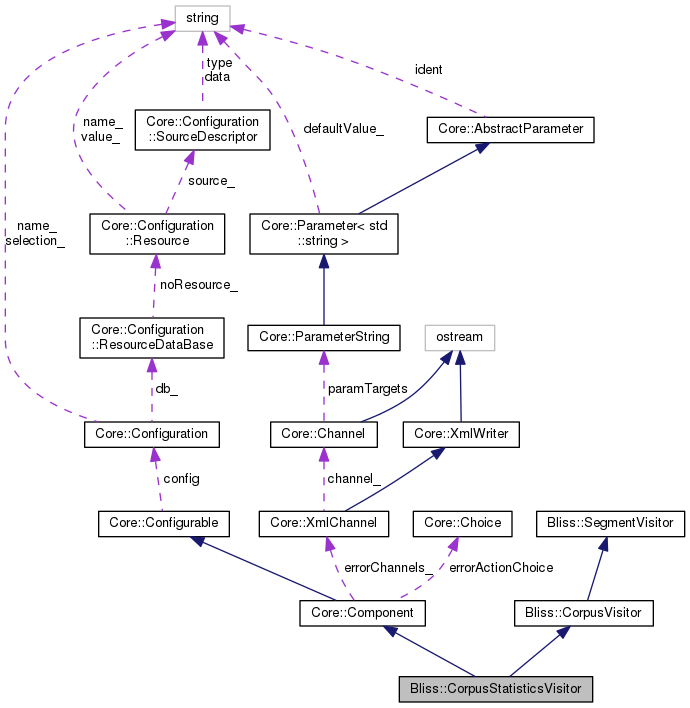 string
type
data
ident
Core::Configuration
::SourceDescriptor
name_
value_
defaultValue_
Core::AbstractParameter
source_
Core::Configuration
::Resource
Core::Parameter< std
::string >
name_
selection_
noResource_
Core::Configuration
::ResourceDataBase
Core::ParameterString
ostream
db_
paramTargets
Core::Configuration
Core::Channel
Core::XmlWriter
config
channel_
Core::Configurable
Core::XmlChannel
Core::Choice
Bliss::SegmentVisitor
errorChannels_
errorActionChoice
Core::Component
Bliss::CorpusVisitor
Bliss::CorpusStatisticsVisitor